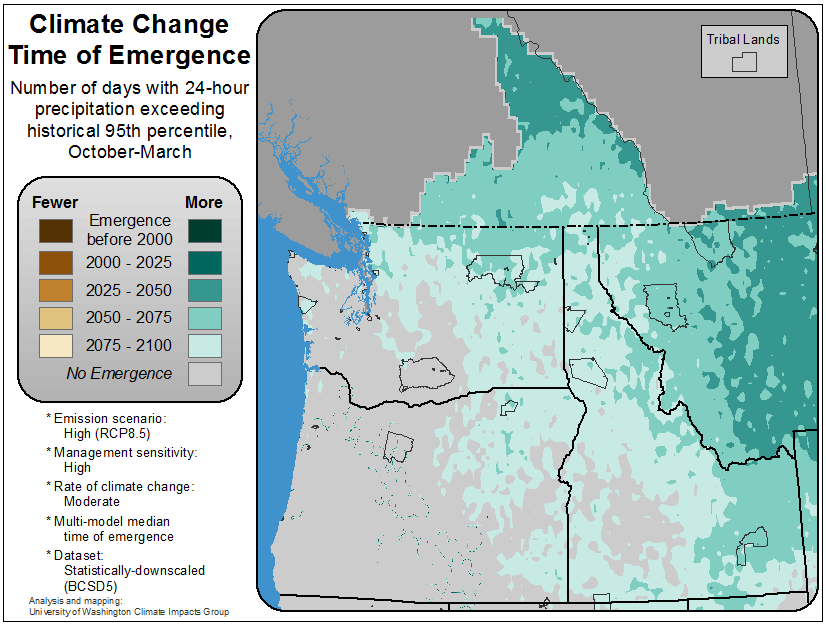 Climate Change
Time of Emergence
Number of days with 24-hour
precipitation exceeding
historical 95th percentile,
October-March
Fewer More
Emergence
before 2000
2000 - 2025
2025 - 2050
2050 - 2075
2075 - 2100
No Emergence
* Emission scenario:
High (RCP8.5)
* Management sensitivity:
High
* Rate of climate change:
Moderate
* Multi-model median
time of emergence
* Dataset:
Statistically-downscaled
(BCSD5)
Analysis and mapping:
University of Washington Climate Impacts Group
Tribal Lands